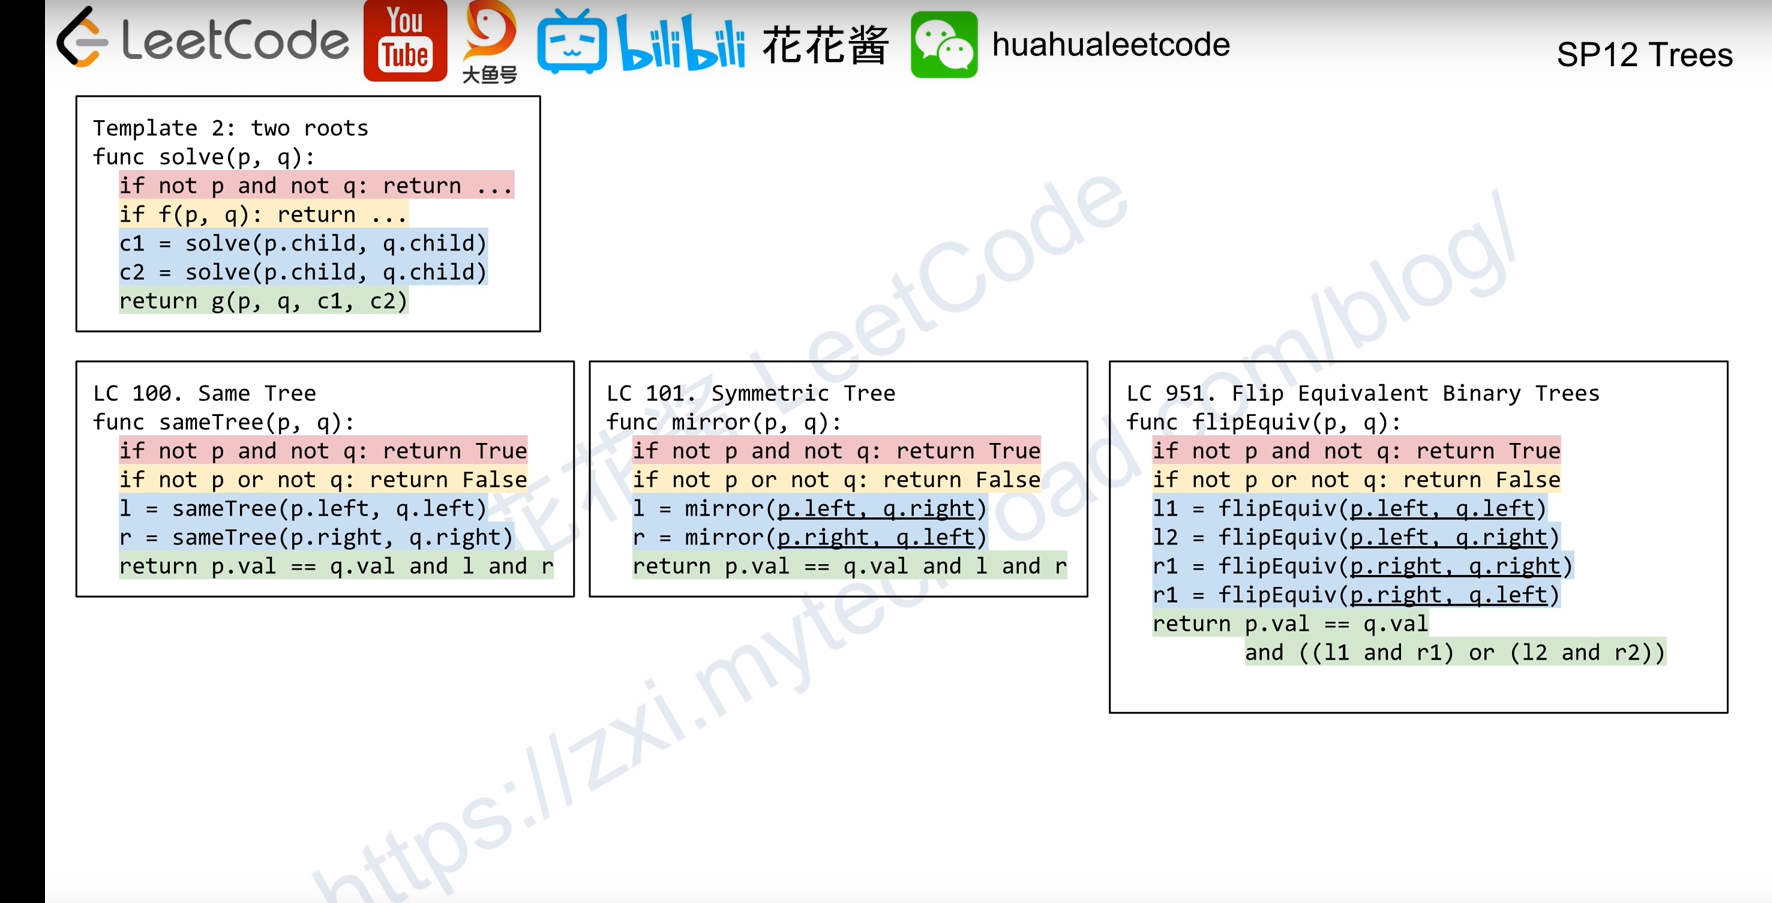 LeetCode
You
Tube
大鱼号
bilibili
花花酱
huahualeetcode
SP12 Trees
Template 2: two roots
func solve(p, q):
if not p and not q: return ...
if f(p, q): return ...
c1 = solve(p.child, q.child)
c2 = solve(p.child, q.child)
return g(p, q, c1, c2)
LC 100. Same Tree
func sameTree(p, q):
if not p and not q: return True
if not p or not q: return False
l = sameTree(p.left, q.left)
r = sameTree(p.right, q.right)
return p.val == q.val and l and r
LC 101. Symmetric Tree
func mirror(p, q):
if not p and not q: return True
if not p or not q: return False
l = mirror(p.left, q.right)
r = mirror(p.right, q.left)
return p.val == q.val and l and r
LC 951. Flip Equivalent Binary Trees
func flipEquiv(p, q):
if not p and not q: return True
if not p or not q: return False
l1 = flipEquiv(p.left, q.left)
l2 = flipEquiv(p.left, q.right)
r1 = flipEquiv(p.right, q.right)
r1 = flipEquiv(p.right, q.left)
return p.val == q.val
and ((l1 and r1) or (l2 and r2))
花花酱 LeetCode
https://zxi.mytechroad.com/blog/